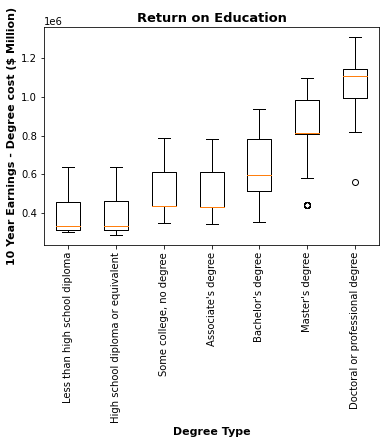 Return on Education
1e6
10 Year Earnings - Degree cost ($ Million)
1.2
1.0
0.8
0.6
0.4
Less than high school diploma
High school diploma or equivalent
Some college, no degree
Associate's degree
Bachelor's degree
Master's degree
Doctoral or professional degree
Degree Type